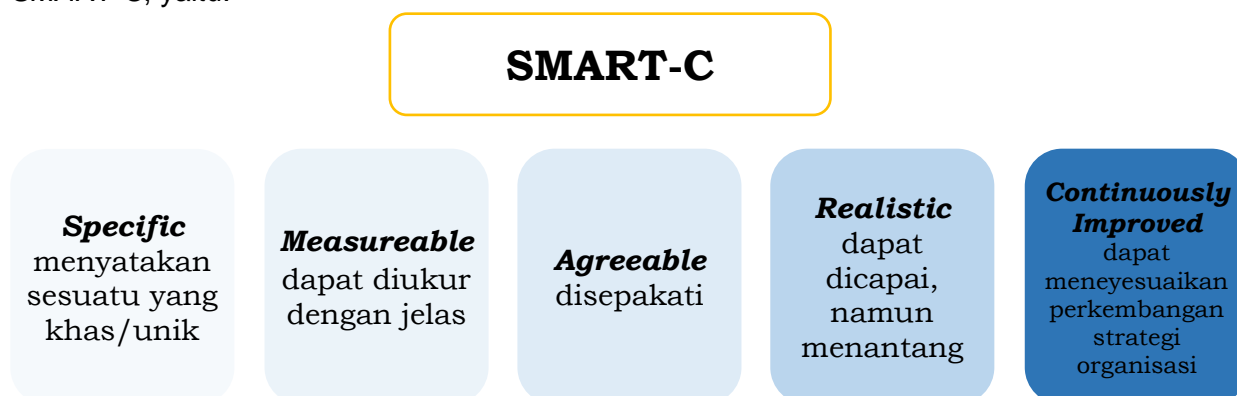 SMART-C
Specific
menyatakan
sesuatu yang
khas/unik
Measureable
dapat diukur
dengan jelas
Agreeable
disepakati
Realistic
dapat
dicapai,
namun
menantang
Continuously
Improved
dapat
meneyesuaikan
perkembangan
strategi
organisasi